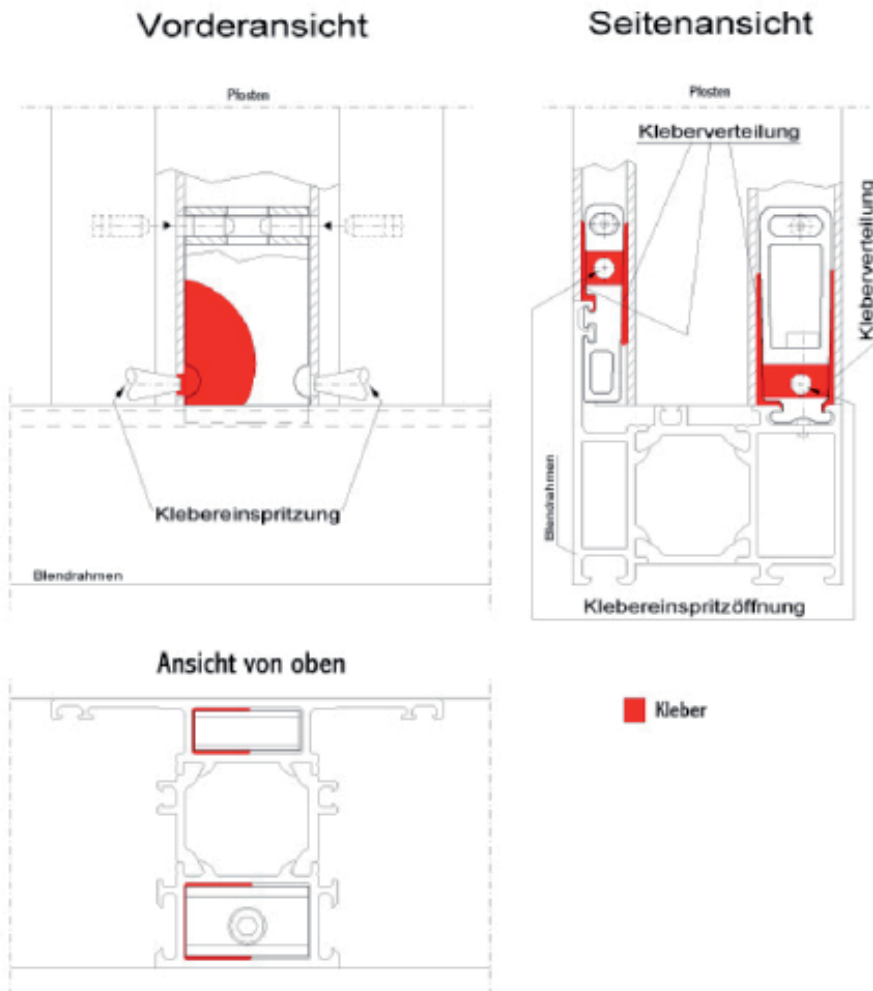 Vorderansicht
Seitenansicht
Pfosten
Pfosten
Kleberverteilung
Kleberverteilung
Klebereinspritzung
Blendrahmen
Blendrahmen
Klebereinspritzöffnung
Ansicht von oben
Kleber